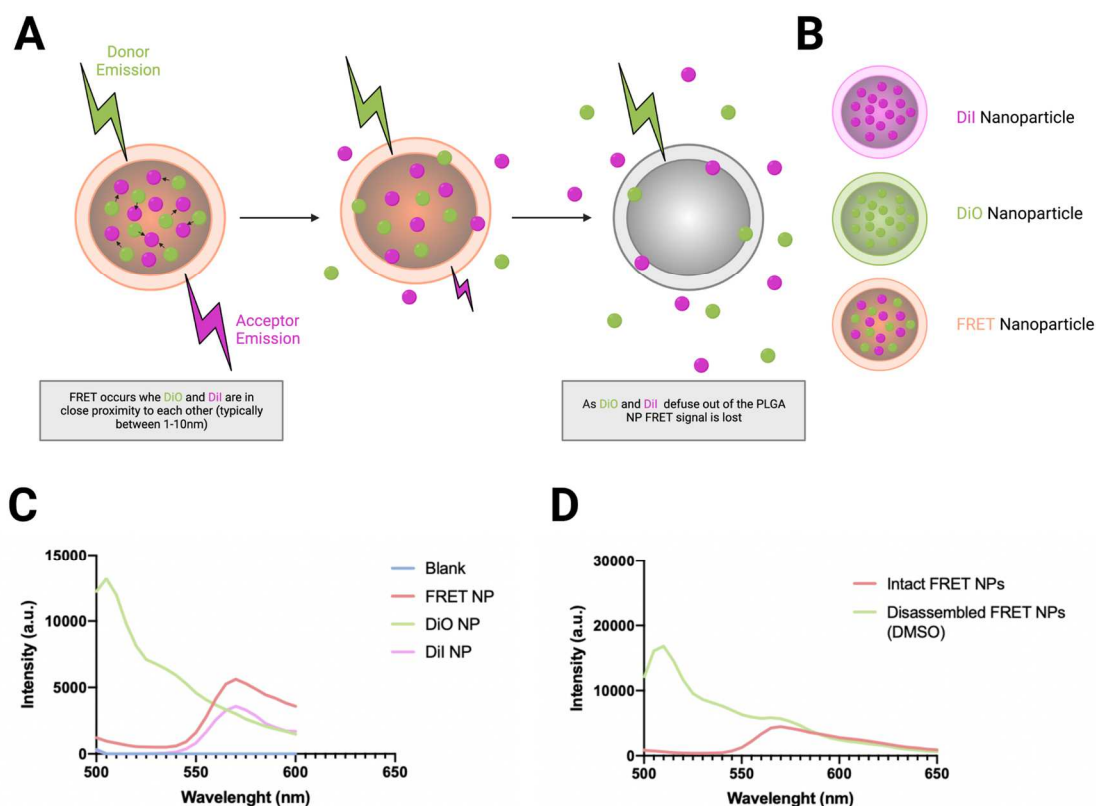 A
B
Donor
Emission
Acceptor
Emission
FRET occurs whe DiO and DiI are in
close proximity to each other (typically
between 1-10nm)
As DiO and DiI defuse out of the PLGA
NP FRET signal is lost
DiI Nanoparticle
DiO Nanoparticle
FRET Nanoparticle
C
15000
10000
5000
0
500
550
600
650
Intensity (a.u.)
Wavelenght (nm)
Blank
FRET NP
DiO NP
DiI NP
D
30000
20000
10000
0
500
550
600
650
Intensity (a.u.)
Wavelenght (nm)
Intact FRET NPs
Disassembled FRET NPs
(DMSO)